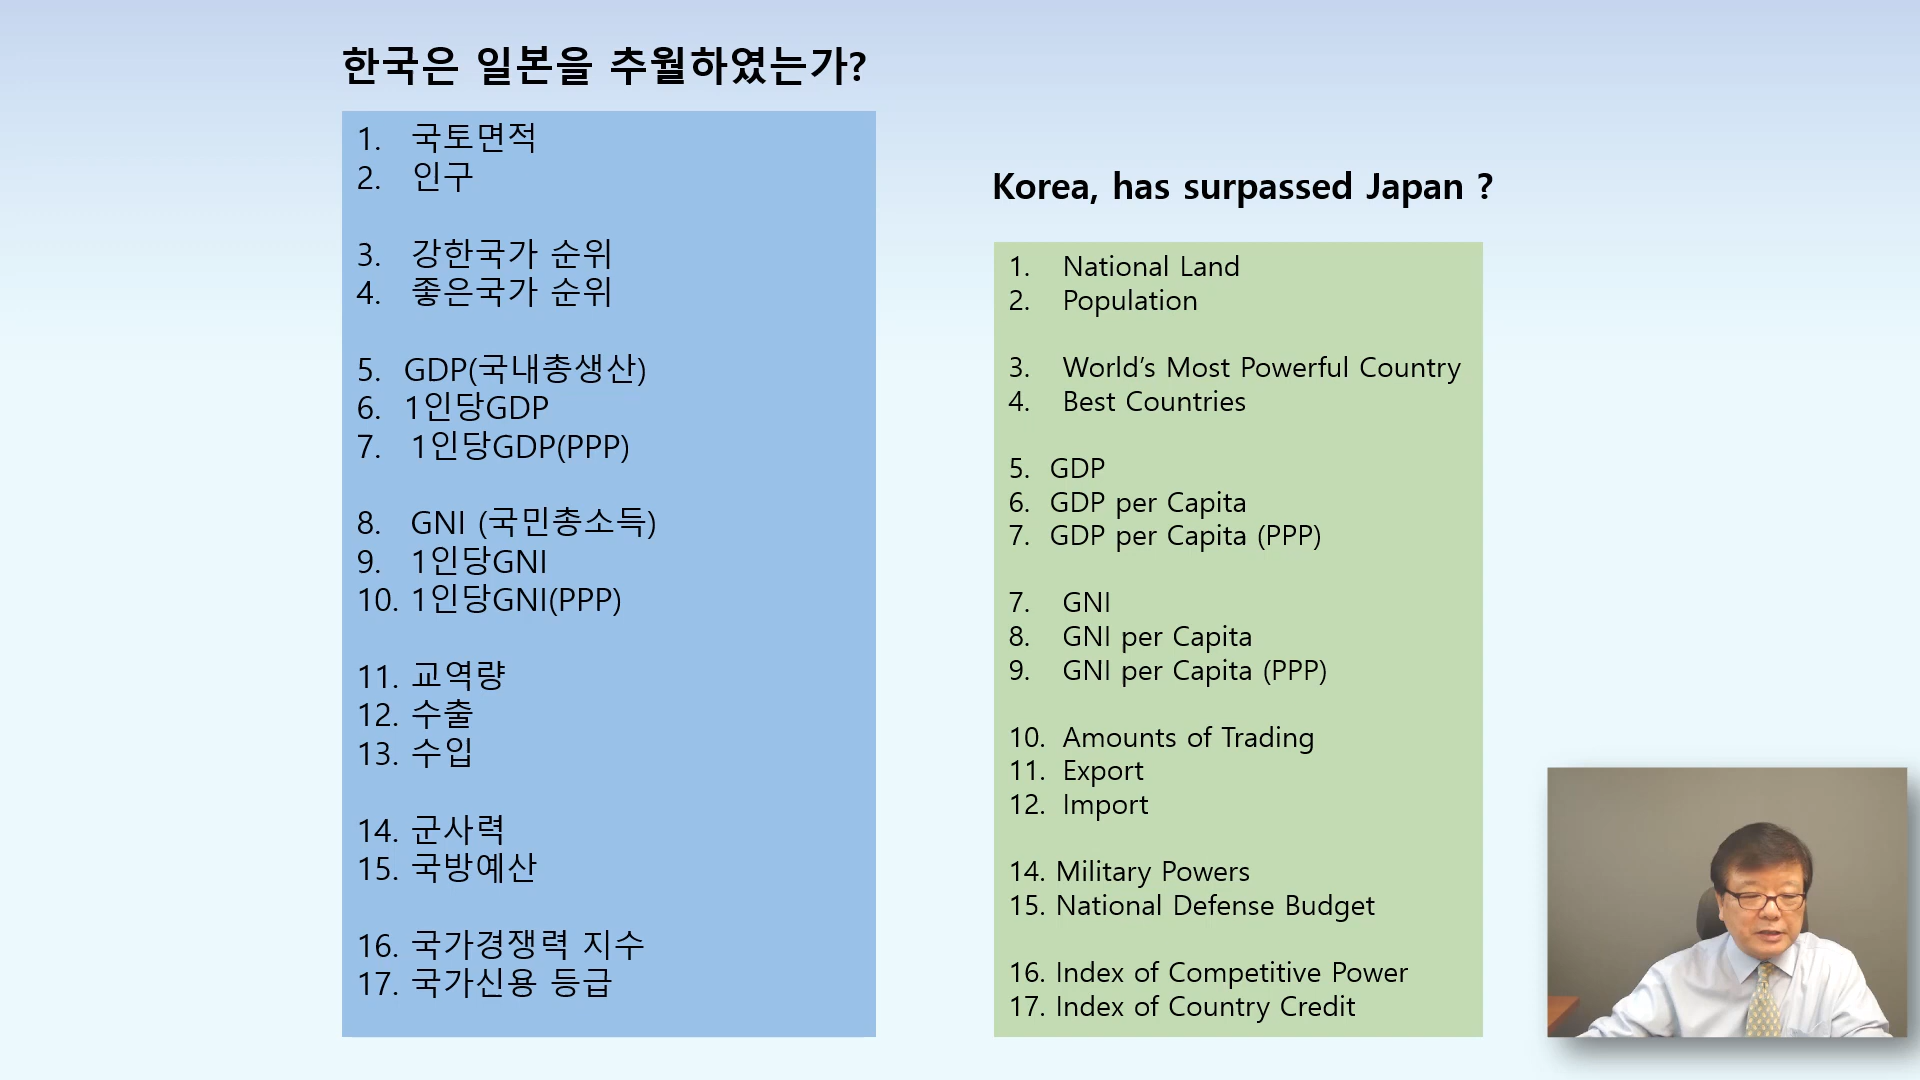 한국은 일본을 추월하였는가?
1. 국토면적
2. 인구
3. 강한국가 순위
4. 좋은국가 순위
5. GDP(국내총생산)
6. 1인당GDP
7. 1인당GDP(PPP)
8. GNI (국민총소득)
9. 1인당GNI
10. 1인당GNI(PPP)
11. 교역량
12. 수출
13. 수입
14. 군사력
15. 국방예산
16. 국가경쟁력 지수
17. 국가신용 등급
Korea, has surpassed Japan ?
1. National Land
2. Population
3. World’s Most Powerful Country
4. Best Countries
5. GDP
6. GDP per Capita
7. GDP per Capita (PPP)
7. GNI
8. GNI per Capita
9. GNI per Capita (PPP)
10. Amounts of Trading
11. Export
12. Import
14. Military Powers
15. National Defense Budget
16. Index of Competitive Power
17. Index of Country Credit